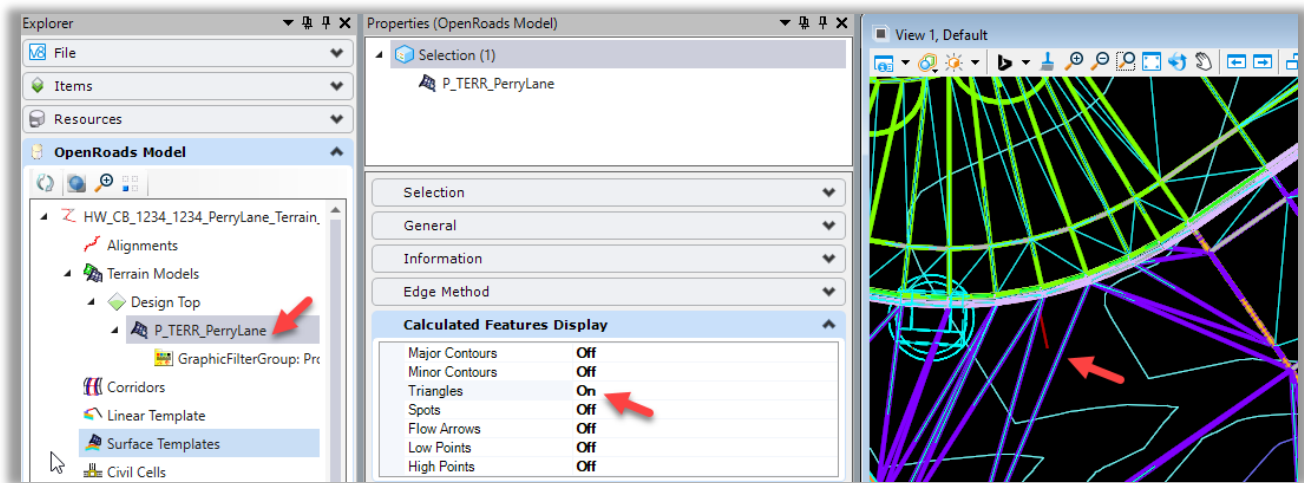 Explorer
File
Items
Resources
OpenRoads Model
HW_CB_1234_1234_PerryLane_Terrain_
Alignments
Terrain Models
Design Top
P_TERR_PerryLane
GraphicFilterGroup: Pro
Corridors
Linear Template
Surface Templates
Civil Cells
Properties (OpenRoads Model)
Selection (1)
P_TERR_PerryLane
Selection
General
Information
Edge Method
Calculated Features Display
Major Contours Off
Minor Contours Off
Triangles On
Spots Off
Flow Arrows Off
Low Points Off
High Points Off
View 1, Default